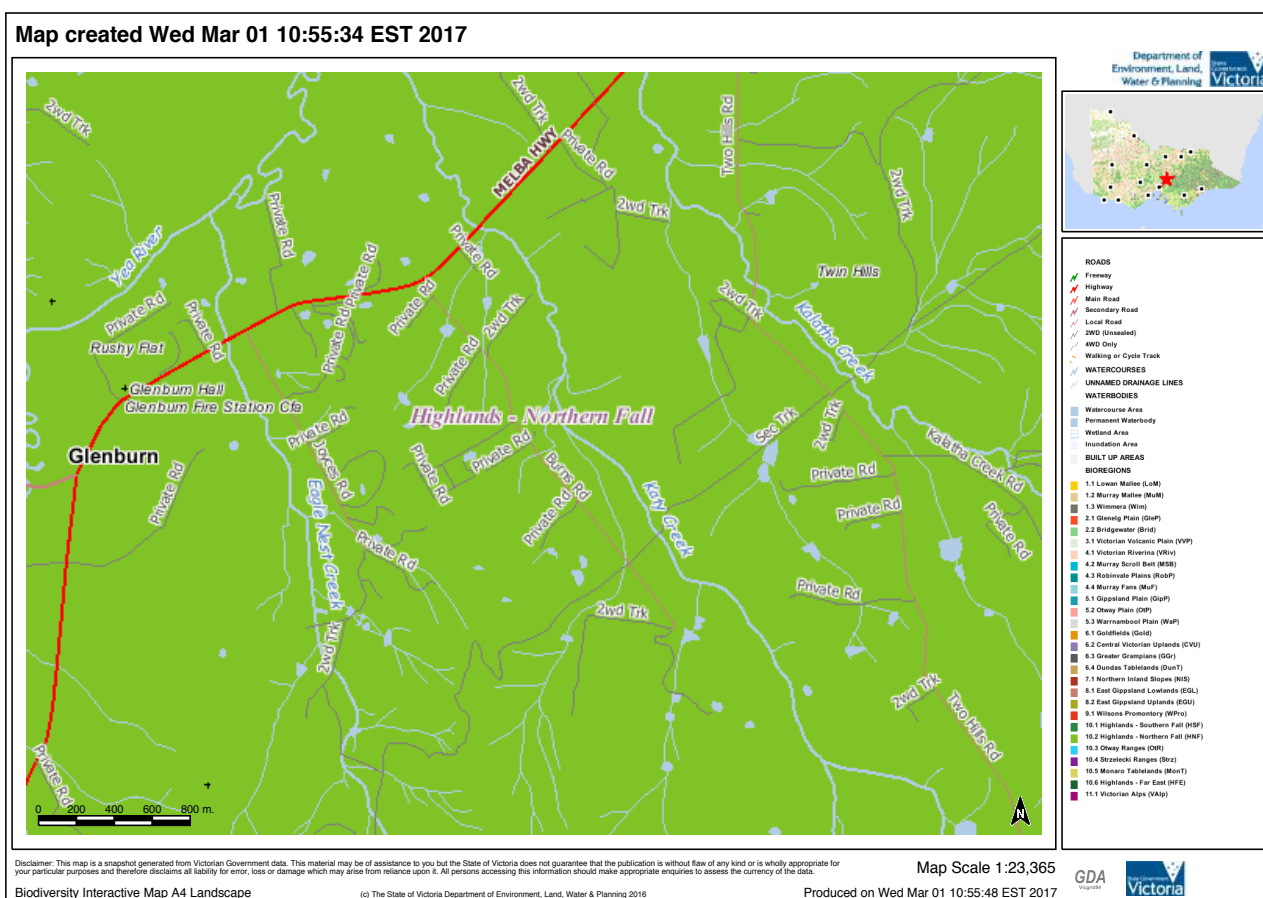 Map created Wed Mar 01 10:55:34 EST 2017
Department of
Environment, Land,
Water & Planning
State
Government
Victoria
2wd Trk
2wd Trk
MELBA HWY
Private Rd
Two Hills Rd
2wd Trk
2wd Trk
Private Rd
Yea River
Private Rd
Private Rd
Twin Hills
Private Rd
Private Rd
Private Rd
2wd Trk
2wd Trk
Kalatha Creek
Rushy Flat
Private Rd
Private Rd
Private Rd
Glenburn Hall
Glenburn Fire Station Cfa
Highlands - Northern Fall
Private Rd
Sec Trk
2wd Trk
Kalatha Creek Rd
Glenburn
Joyces Rd
Private Rd
Private Rd
Burns Rd
Private Rd
Private Rd
Eagle Nest Creek
Private Rd
Katy Creek
Private Rd
Private Rd
Private Rd
Private Rd
2wd Trk
2wd Trk
2wd Trk
Two Hills Rd
Private Rd
0 200 400 600 800 m.
N
ROADS
Freeway
Highway
Main Road
Secondary Road
Local Road
2WD (Unsealed)
4WD Only
Walking or Cycle Track
WATERCOURSES
UNNAMED DRAINAGE LINES
WATERBODIES
Watercourse Area
Permanent Waterbody
Wetland Area
Inundation Area
BUILT UP AREAS
BIOREGIONS
1.1 Lowan Mallee (LoM)
1.2 Murray Mallee (MuM)
1.3 Wimmera (Wim)
2.1 Glenelg Plain (GleP)
2.2 Bridgewater (Brid)
3.1 Victorian Volcanic Plain (VVP)
4.1 Victorian Riverina (VRiv)
4.2 Murray Scroll Belt (MSB)
4.3 Robinvale Plains (RobP)
4.4 Murray Fans (MuF)
5.1 Gippsland Plain (GipP)
5.2 Otway Plain (OtP)
5.3 Warrnambool Plain (WaP)
6.1 Goldfields (Gold)
6.2 Central Victorian Uplands (CVU)
6.3 Greater Grampians (GGr)
6.4 Dundas Tablelands (DunT)
7.1 Northern Inland Slopes (NIS)
8.1 East Gippsland Lowlands (EGL)
8.2 East Gippsland Uplands (EGU)
9.1 Wilsons Promontory (WPro)
10.1 Highlands - Southern Fall (HSF)
10.2 Highlands - Northern Fall (HNF)
10.3 Otway Ranges (OtR)
10.4 Strzelecki Ranges (Strz)
10.5 Monaro Tablelands (MonT)
10.6 Highlands - Far East (HFE)
11.1 Victorian Alps (VAlp)
Disclaimer: This map is a snapshot generated from Victorian Government data. This material may be of assistance to you but the State of Victoria does not guarantee that the publication is without flaw of any kind or is wholly appropriate for
your particular purposes and therefore disclaims all liability for error, loss or damage which may arise from reliance upon it. All persons accessing this information should make appropriate enquiries to assess the currency of the data.
Map Scale 1:23,365
GDA
Vicgrid94
State Government
Victoria
Biodiversity Interactive Map A4 Landscape
(c) The State of Victoria Department of Environment, Land, Water & Planning 2016
Produced on Wed Mar 01 10:55:48 EST 2017